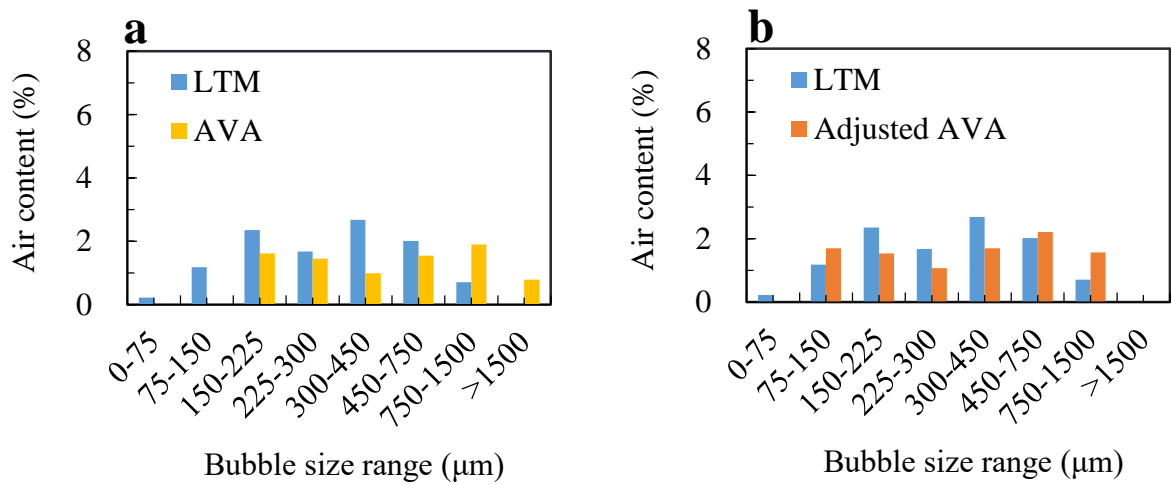 a
8
6
4
2
0
Air content (%)
LTM
AVA
0-75
75-150
150-225
225-300
300-450
450-750
750-1500
>1500
Bubble size range (μm)
b
8
6
4
2
0
Air content (%)
LTM
Adjusted AVA
0-75
75-150
150-225
225-300
300-450
450-750
750-1500
>1500
Bubble size range (μm)